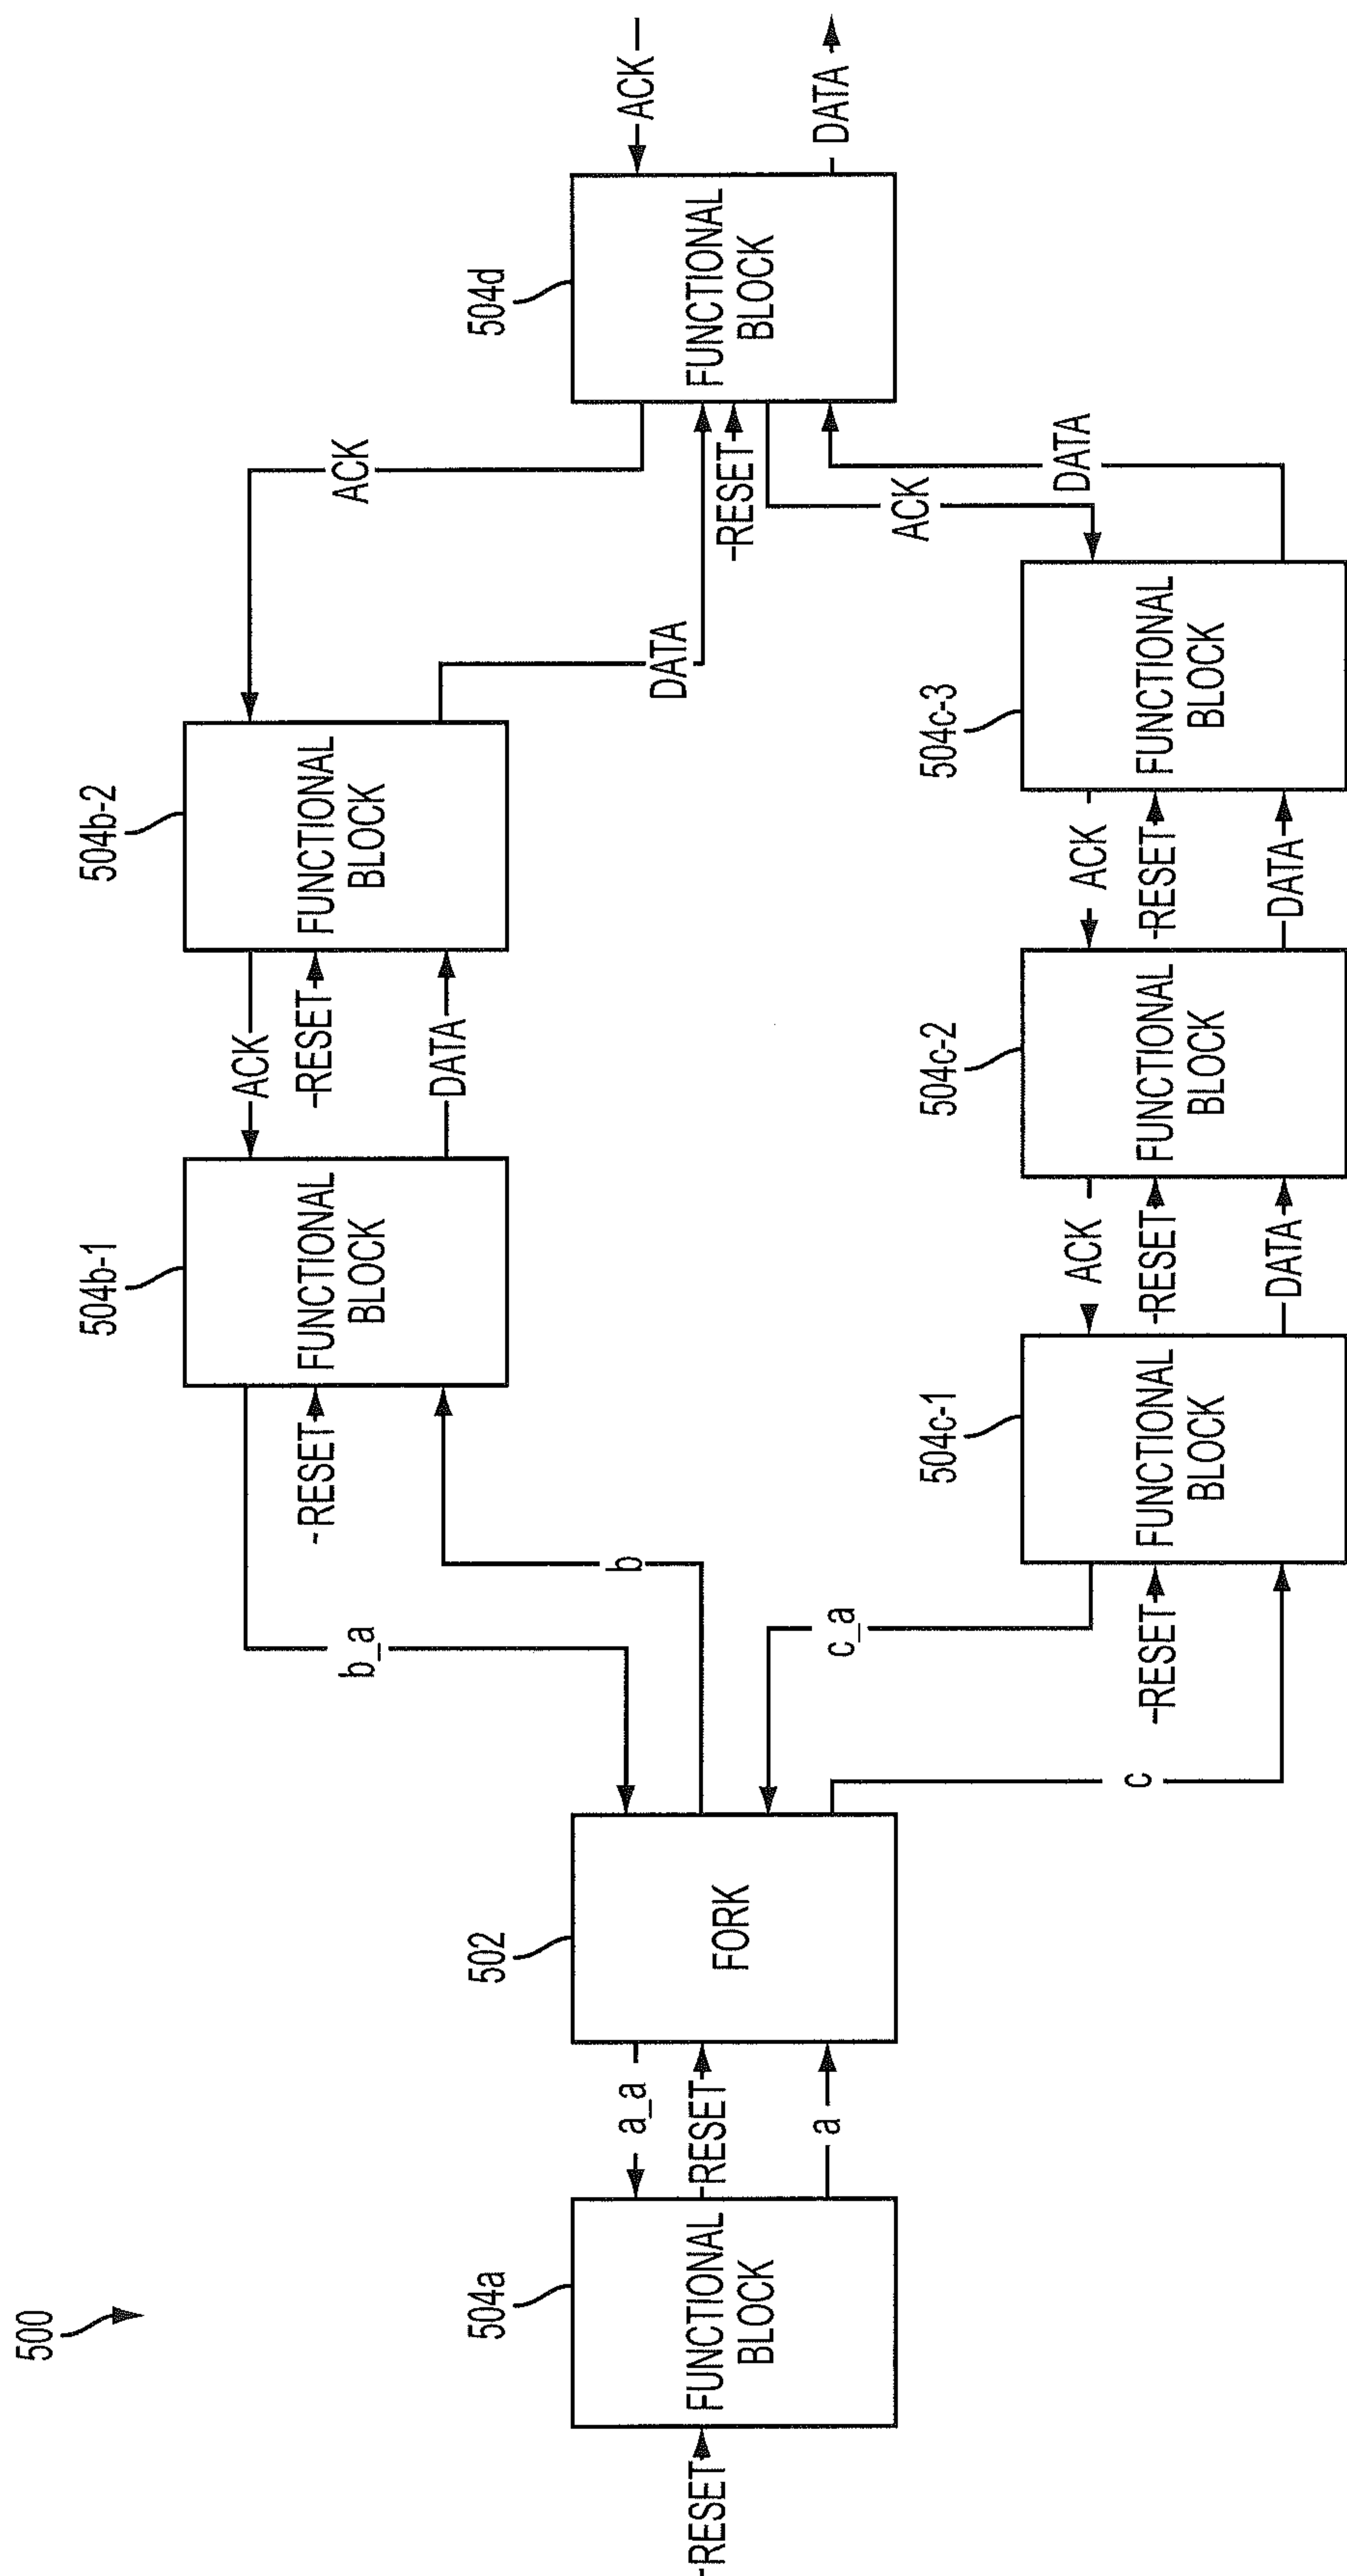 500
RESET
504a
FUNCTIONAL
BLOCK
a_a
RESET
a
502
FORK
b_a
b
c_a
c
504b-1
RESET
FUNCTIONAL
BLOCK
ACK
RESET
DATA
504b-2
FUNCTIONAL
BLOCK
ACK
DATA
504c-1
RESET
FUNCTIONAL
BLOCK
ACK
RESET
DATA
504c-2
FUNCTIONAL
BLOCK
ACK
RESET
DATA
504c-3
FUNCTIONAL
BLOCK
ACK
DATA
RESET
504d
FUNCTIONAL
BLOCK
ACK
DATA